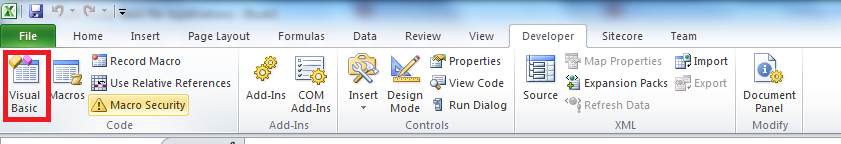 File Home Insert Page Layout Formulas Data Review View Developer Sitecore Team
Visual
Basic
Macros
Record Macro
Use Relative References
Macro Security
Code
Add-Ins
COM
Add-Ins
Add-Ins
Insert
Design
Mode
Properties
View Code
Run Dialog
Controls
Source
Map Properties
Expansion Packs
Refresh Data
Import
Export
XML
Document
Panel
Modify